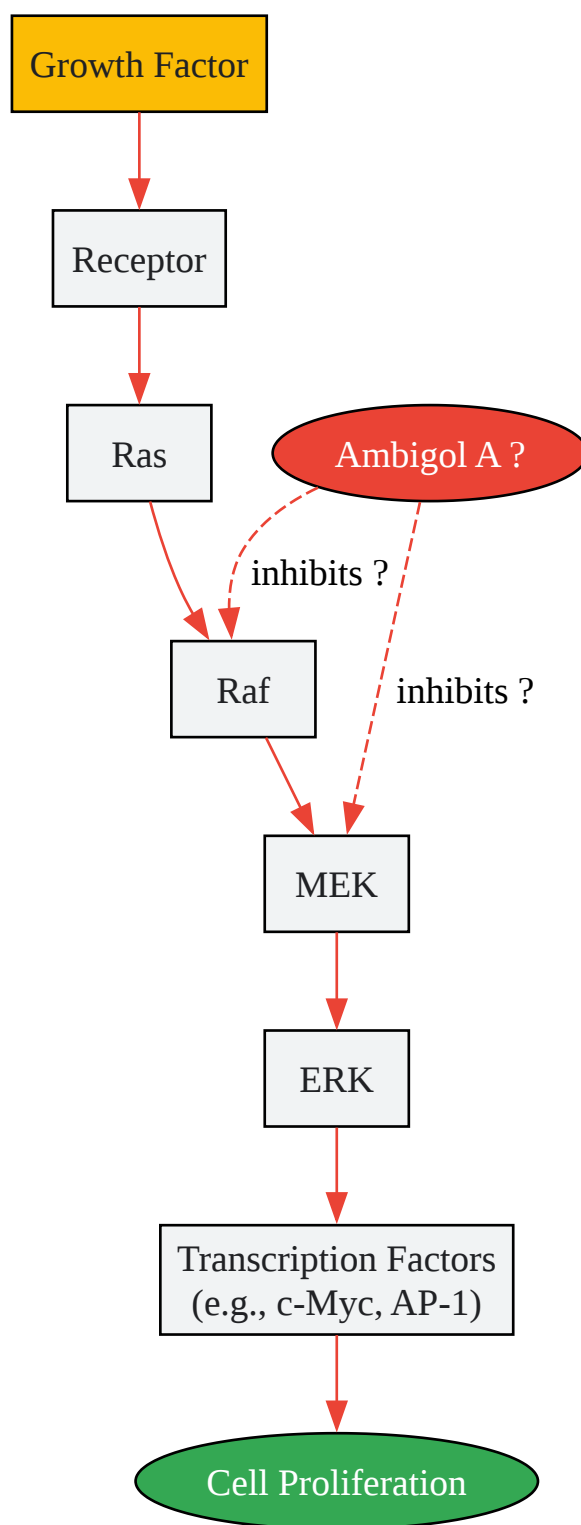 Growth Factor
Receptor
Ras
Ambigol A ?
inhibits ?
Raf
inhibits ?
MEK
ERK
Transcription Factors
(e.g., c-Myc, AP-1)
Cell Proliferation